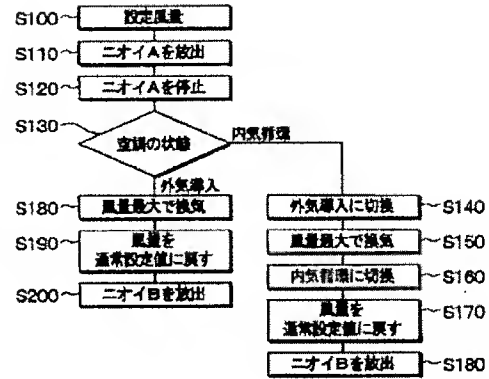 S100
設定風量
S110
ニオイAを放出
S120
ニオイAを停止
S130
空調の状態
内気循環
外気導入
S180
風量最大で換気
S190
風量を
通常設定値に戻す
S200
ニオイBを放出
外気導入に切換
S140
風量最大で換気
S150
内気循環に切換
S160
風量を
通常設定値に戻す
S170
ニオイBを放出
S180